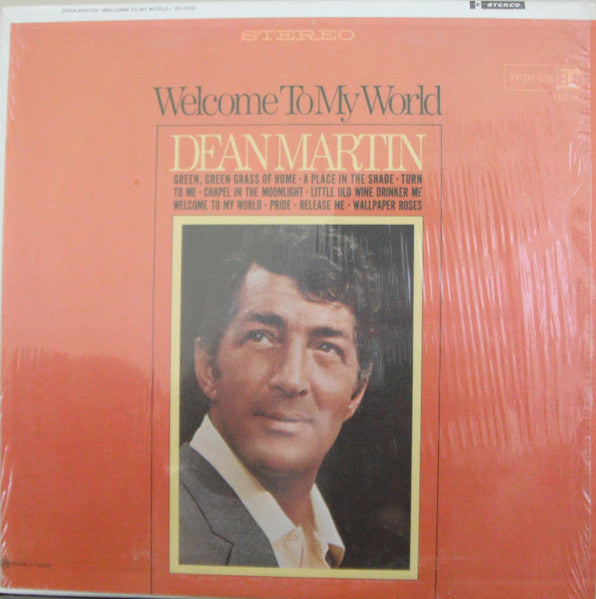 DEAN MARTIN · WELCOME TO MY WORLD / RS-6250
STEREO
STEREO
reprise
Welcome To My World
DEAN MARTIN
GREEN, GREEN GRASS OF HOME · A PLACE IN THE SHADE · TURN
TO ME · CHAPEL IN THE MOONLIGHT · LITTLE OLD WINE DRINKER ME
WELCOME TO MY WORLD · PRIDE · RELEASE ME · WALLPAPER ROSES